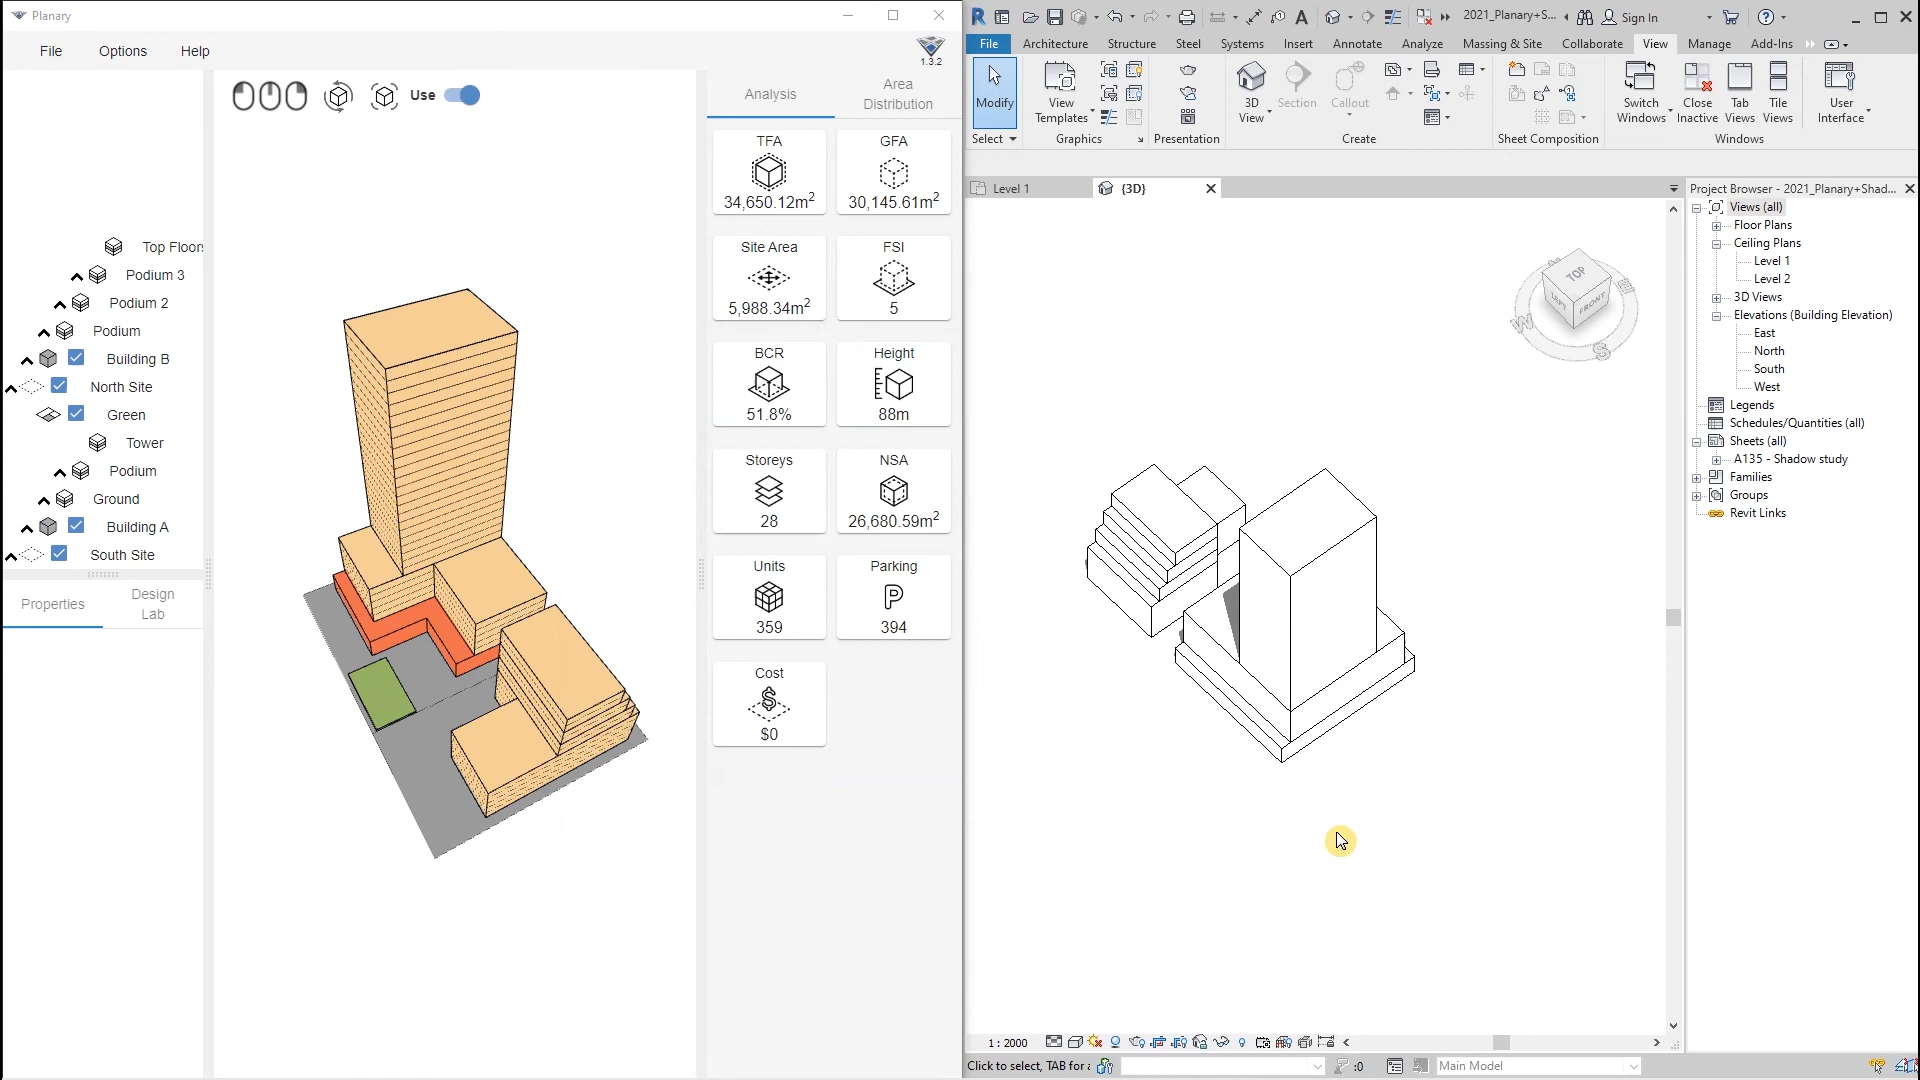 Planary
File Options Help
1.3.2
Use
Top Floors
Podium 3
Podium 2
Podium
Building B
North Site
Green
Tower
Podium
Ground
Building A
South Site
Properties
Design
Lab
Analysis
Area
Distribution
TFA
34,650.12m²
GFA
30,145.61m²
Site Area
5,988.34m²
FSI
5
BCR
51.8%
Height
88m
Storeys
28
NSA
26,680.59m²
Units
359
Parking
P
394
Cost
$0
R
A
2021_Planary+S...
Sign In
File Architecture Structure Steel Systems Insert Annotate Analyze Massing & Site Collaborate View Manage Add-Ins
Modify
View
Templates
3D
View
Section
Callout
Switch
Windows
Close
Inactive
Tab
Views
Tile
Views
User
Interface
Select
Graphics
Presentation
Create
Sheet Composition
Windows
Level 1
{3D}
TOP
LEFT
FRONT
W
S
E
Project Browser - 2021_Planary+Shad...
Views (all)
Floor Plans
Ceiling Plans
Level 1
Level 2
3D Views
Elevations (Building Elevation)
East
North
South
West
Legends
Schedules/Quantities (all)
Sheets (all)
A135 - Shadow study
Families
Groups
Revit Links
1 : 2000
Click to select, TAB for a
:0
Main Model